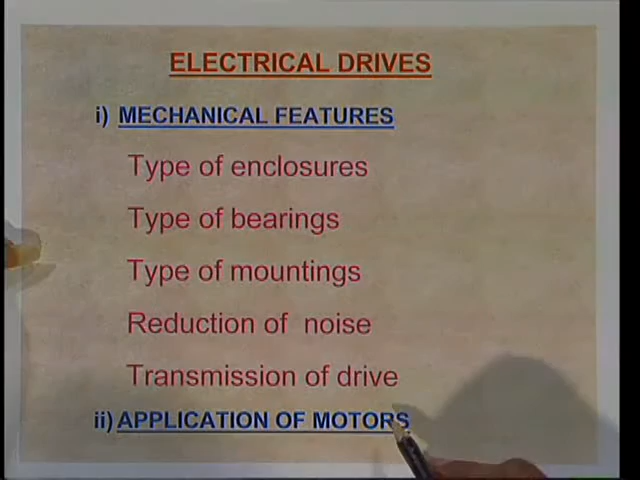 ELECTRICAL DRIVES
i) MECHANICAL FEATURES
Type of enclosures
Type of bearings
Type of mountings
Reduction of noise
Transmission of drive
ii) APPLICATION OF MOTORS